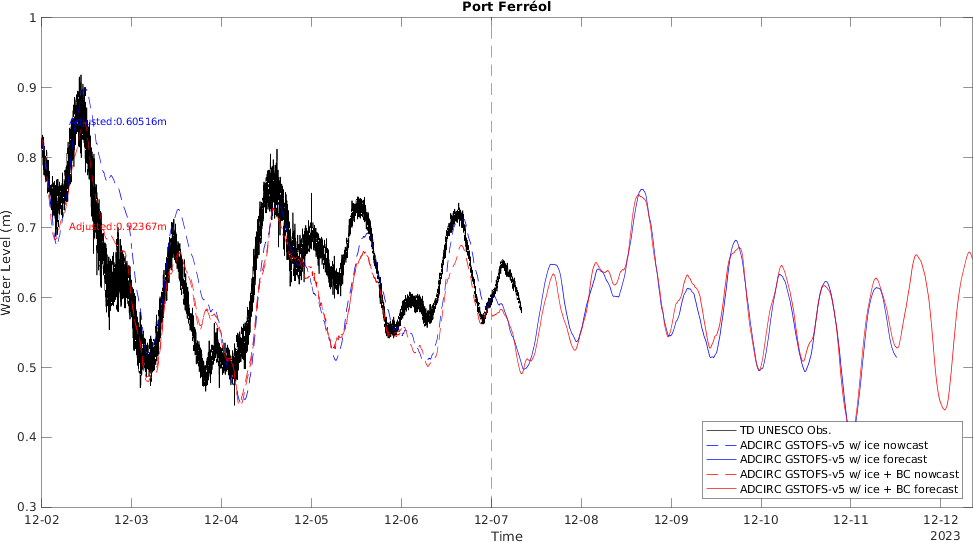 Port Ferréol
1
0.9
0.8
0.7
0.6
0.5
0.4
0.3
Water Level (m)
Adjusted:0.60516m
Adjusted:0.92367m
TD UNESCO Obs.
ADCIRC GSTOFS-v5 w/ ice nowcast
ADCIRC GSTOFS-v5 w/ ice forecast
ADCIRC GSTOFS-v5 w/ ice + BC nowcast
ADCIRC GSTOFS-v5 w/ ice + BC forecast
12-02 12-03 12-04 12-05 12-06 12-07 12-08 12-09 12-10 12-11 12-12
Time
2023